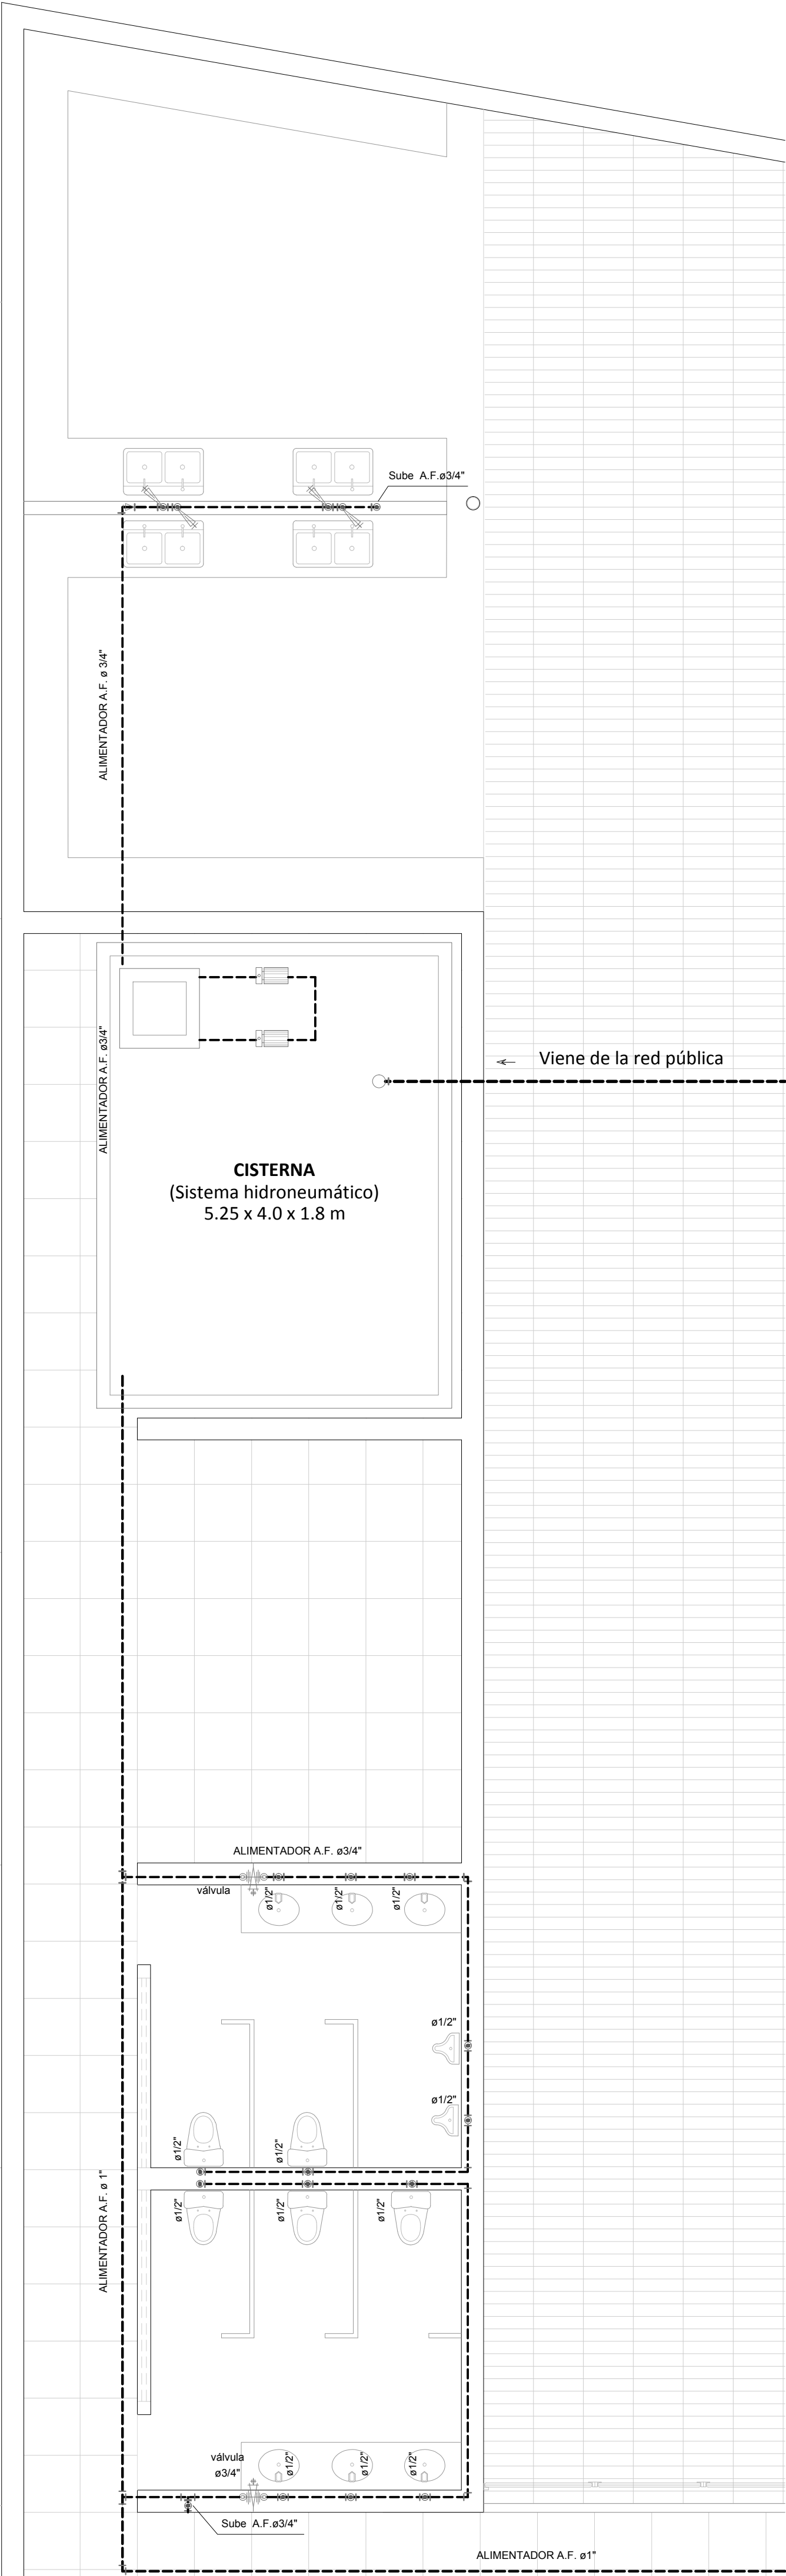 Sube A.F.ø3/4"
ALIMENTADOR A.F. ø 3/4"
ALIMENTADOR A.F. ø3/4"
Viene de la red pública
CISTERNA
(Sistema hidroneumático)
5.25 x 4.0 x 1.8 m
ALIMENTADOR A.F. ø3/4"
válvula
ø1/2"
ø1/2"
ø1/2"
ø1/2"
ø1/2"
ø1/2"
ø1/2"
ALIMENTADOR A.F. ø 1"
ø1/2"
ø1/2"
ø1/2"
válvula
ø3/4"
ø1/2"
ø1/2"
ø1/2"
Sube A.F.ø3/4"
ALIMENTADOR A.F. ø1"